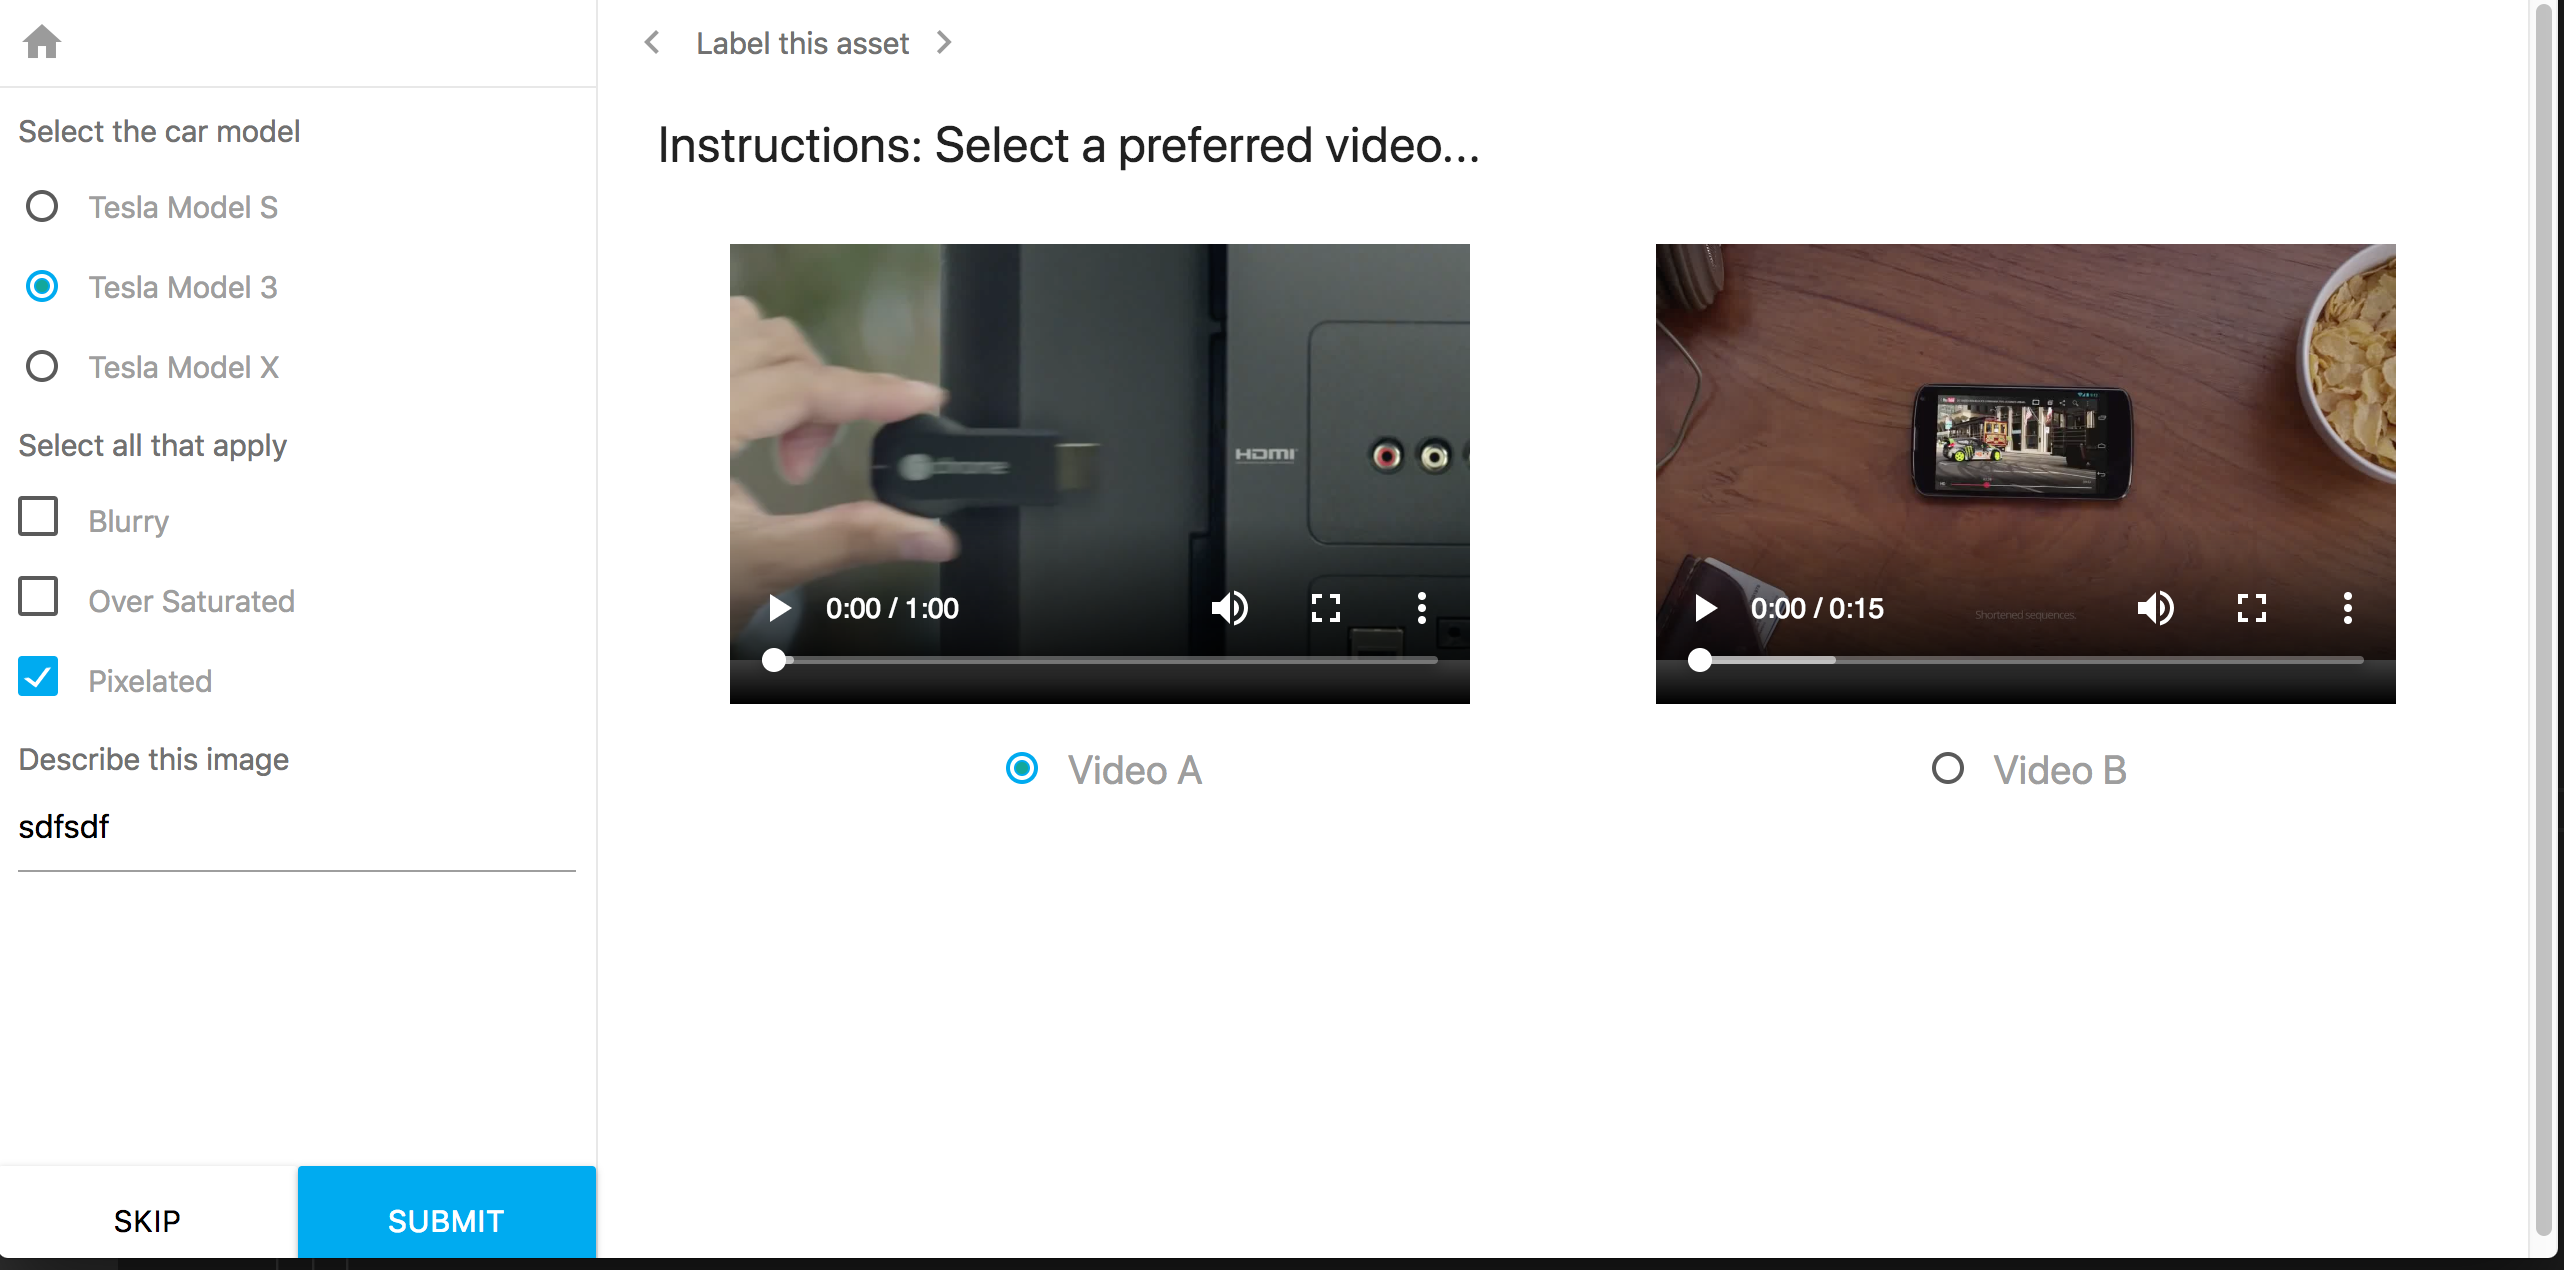 Select the car model
Tesla Model S
Tesla Model 3
Tesla Model X
Select all that apply
Blurry
Over Saturated
Pixelated
Describe this image
sdfsdf
SKIP
SUBMIT
Label this asset
Instructions: Select a preferred video...
HDMI
0:00 / 1:00
Video A
Shortened sequences.
0:00 / 0:15
Video B